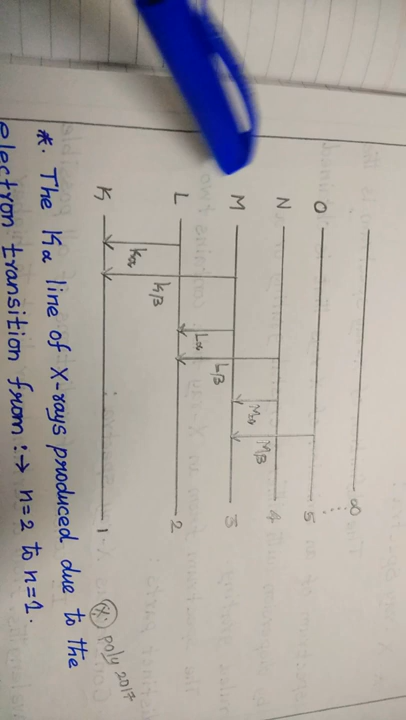 ∞
O 5
N 4
Mα Mβ
M 3
Lα Lβ
L 2
Kα Kβ
K 1
poly 2017
*. The Kα line of X-rays produced due to the
electron transition from :→ n=2 to n=1.